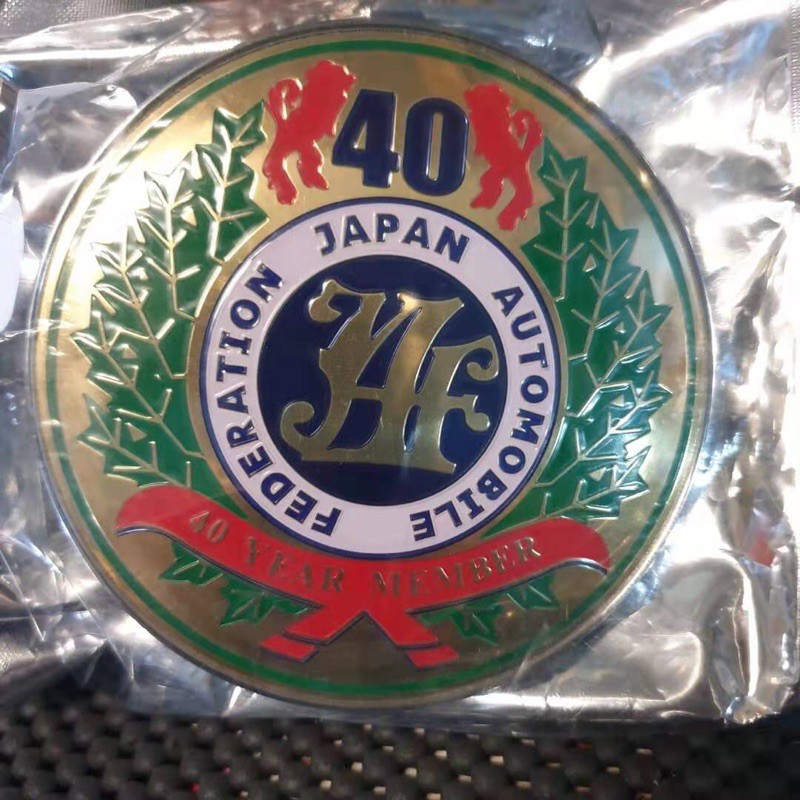 40
JAPAN AUTOMOBILE FEDERATION
JAF
40 YEAR MEMBER